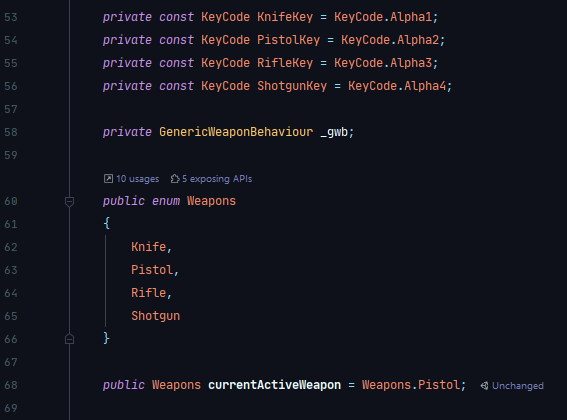 53 private const KeyCode KnifeKey = KeyCode.Alpha1;
54 private const KeyCode PistolKey = KeyCode.Alpha2;
55 private const KeyCode RifleKey = KeyCode.Alpha3;
56 private const KeyCode ShotgunKey = KeyCode.Alpha4;
57
58 private GenericWeaponBehaviour _gwb;
59
10 usages 5 exposing APIs
60 public enum Weapons
61 {
62 Knife,
63 Pistol,
64 Rifle,
65 Shotgun
66 }
67
68 public Weapons currentActiveWeapon = Weapons.Pistol; Unchanged
69